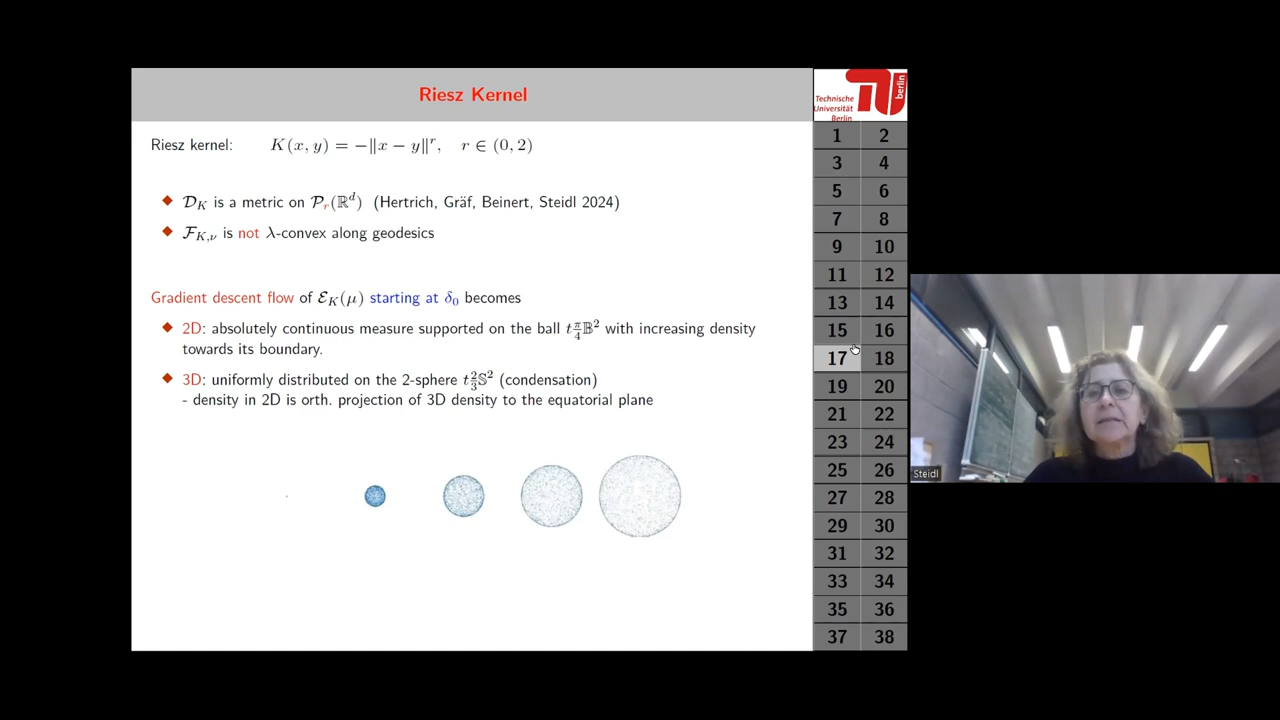 Riesz Kernel
Riesz kernel: K(x, y) = −‖x − y‖^r, r ∈ (0, 2)
◆ 𝒟_K is a metric on 𝒫_r(ℝ^d) (Hertrich, Gräf, Beinert, Steidl 2024)
◆ ℱ_{K,ν} is not λ-convex along geodesics
Gradient descent flow of ℰ_K(μ) starting at δ_0 becomes
◆ 2D: absolutely continuous measure supported on the ball t π/4 𝔹^2 with increasing density
towards its boundary.
◆ 3D: uniformly distributed on the 2-sphere t 2/3 𝕊^2 (condensation)
- density in 2D is orth. projection of 3D density to the equatorial plane
Technische
Universität
Berlin
berlin
1 2
3 4
5 6
7 8
9 10
11 12
13 14
15 16
17 18
19 20
21 22
23 24
25 26
27 28
29 30
31 32
33 34
35 36
37 38
Steidl